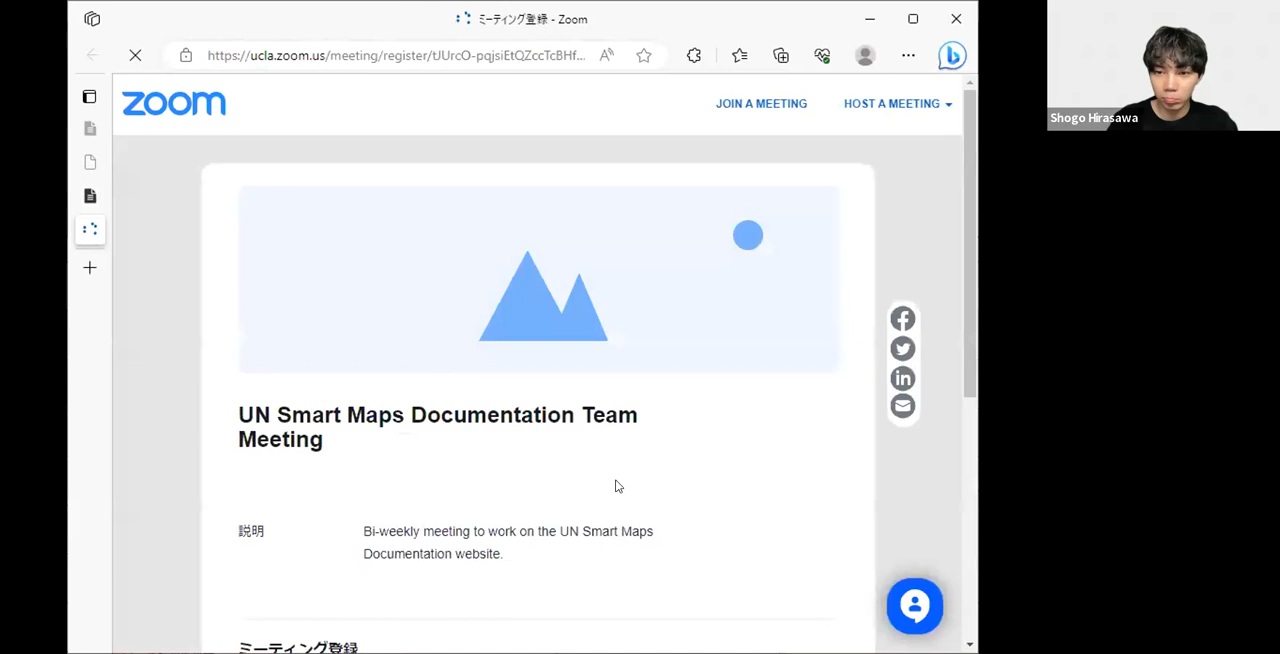 ミーティング登録 - Zoom
https://ucla.zoom.us/meeting/register/tJUrcO-pqjsiEtQZccTcBHf...
zoom
JOIN A MEETING
HOST A MEETING
Shogo Hirasawa
UN Smart Maps Documentation Team
Meeting
説明
Bi-weekly meeting to work on the UN Smart Maps
Documentation website.
ミーティング登録